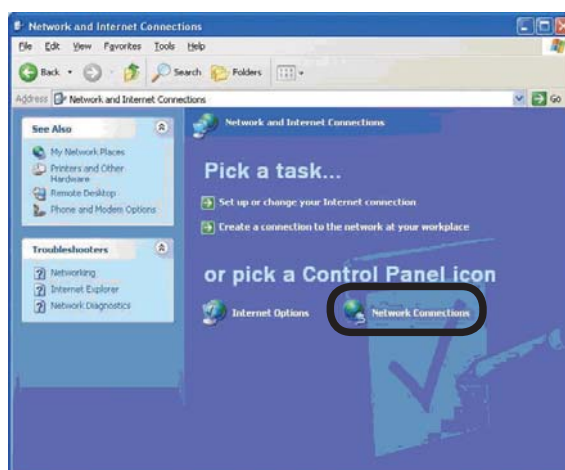 Network and Internet Connections
File Edit View Favorites Tools Help
Back Search Folders
Address Network and Internet Connections Go
See Also
My Network Places
Printers and Other
Hardware
Remote Desktop
Phone and Modem Options
Troubleshooters
Networking
Internet Explorer
Network Diagnostics
Network and Internet Connections
Pick a task...
Set up or change your Internet connection
Create a connection to the network at your workplace
or pick a Control Panel icon
Internet Options Network Connections